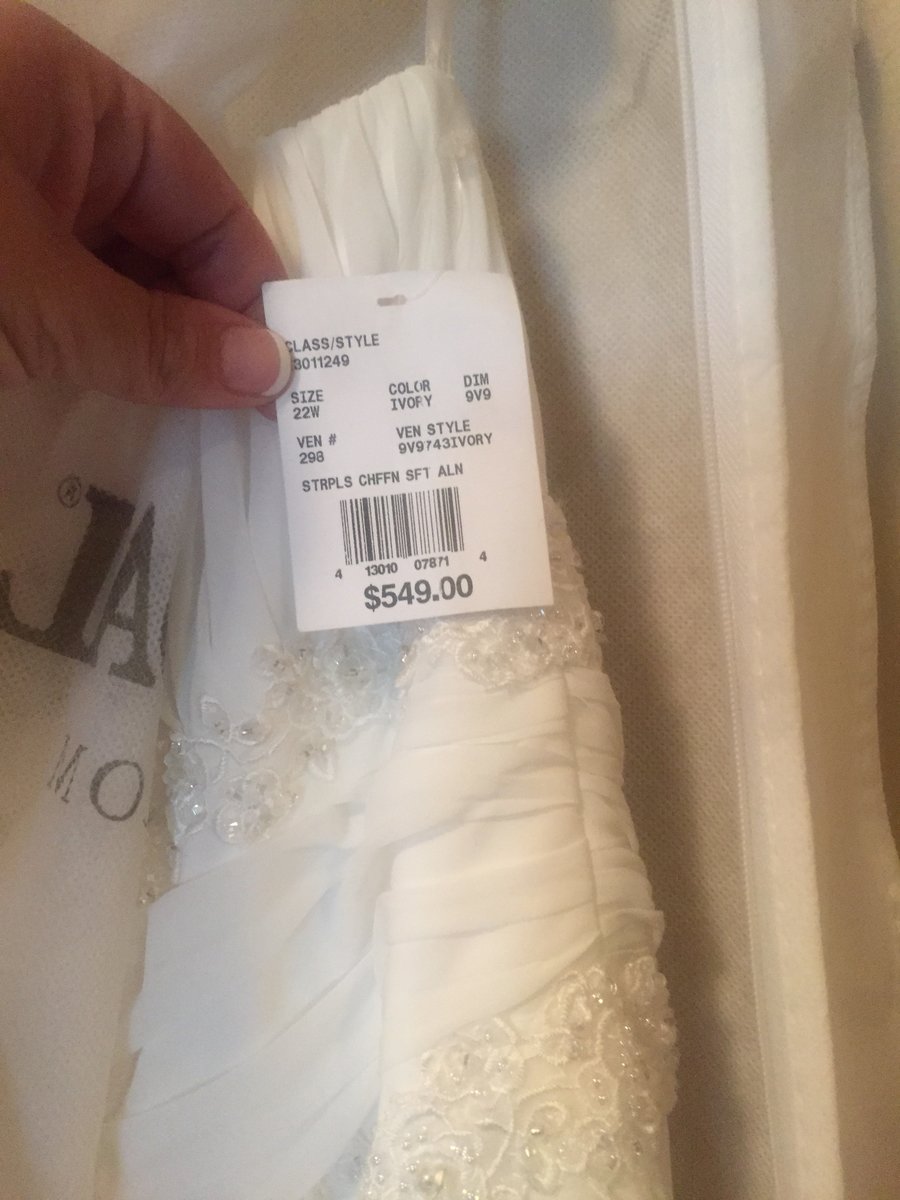 CLASS/STYLE
3011249
SIZE COLOR DIM
22W IVORY 9V9
VEN # VEN STYLE
298 9V9743IVORY
STRPLS CHFFN SFT ALN
4 13010 07871 4
$549.00
®
MO